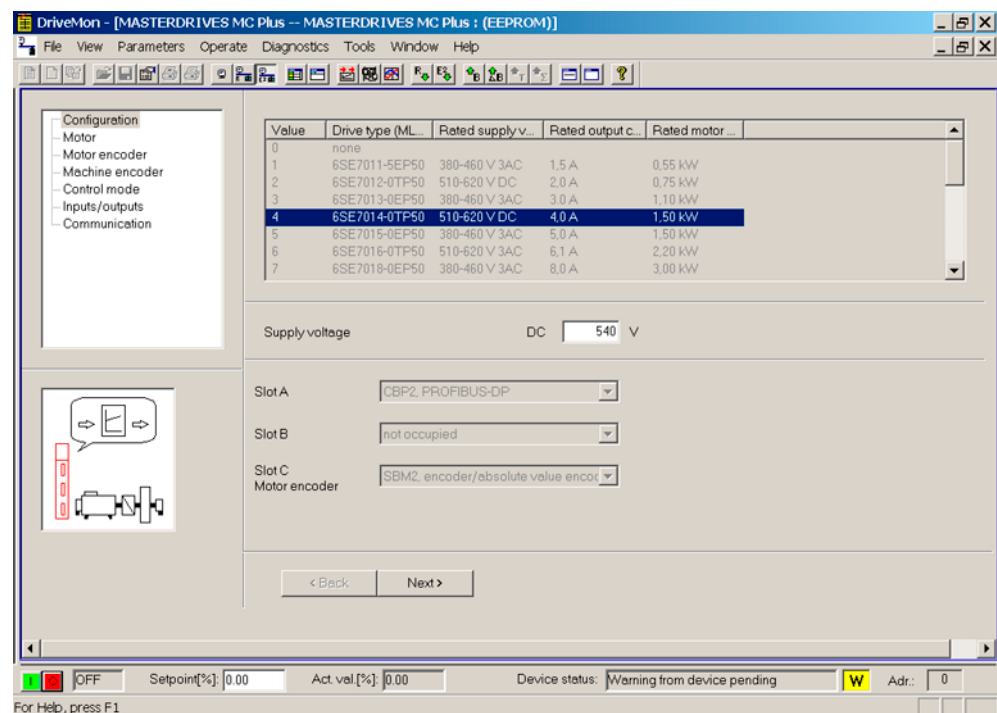 DriveMon - [MASTERDRIVES MC Plus -- MASTERDRIVES MC Plus : (EEPROM)]
File View Parameters Operate Diagnostics Tools Window Help
Configuration
Motor
Motor encoder
Machine encoder
Control mode
Inputs/outputs
Communication
Value Drive type (ML... Rated supply v... Rated output c... Rated motor ...
0 none
1 6SE7011-5EP50 380-460 V 3AC 1,5 A 0,55 kW
2 6SE7012-0TP50 510-620 V DC 2,0 A 0,75 kW
3 6SE7013-0EP50 380-460 V 3AC 3,0 A 1,10 kW
4 6SE7014-0TP50 510-620 V DC 4,0 A 1,50 kW
5 6SE7015-0EP50 380-460 V 3AC 5,0 A 1,50 kW
6 6SE7016-0TP50 510-620 V DC 6,1 A 2,20 kW
7 6SE7018-0EP50 380-460 V 3AC 8,0 A 3,00 kW
Supply voltage DC 540 V
Slot A CBP2, PROFIBUS-DP
Slot B not occupied
Slot C SBM2, encoder/absolute value encoc
Motor encoder
< Back Next >
OFF Setpoint[%]: 0.00 Act. val.[%]: 0.00 Device status: Warning from device pending W Adr.: 0
For Help, press F1